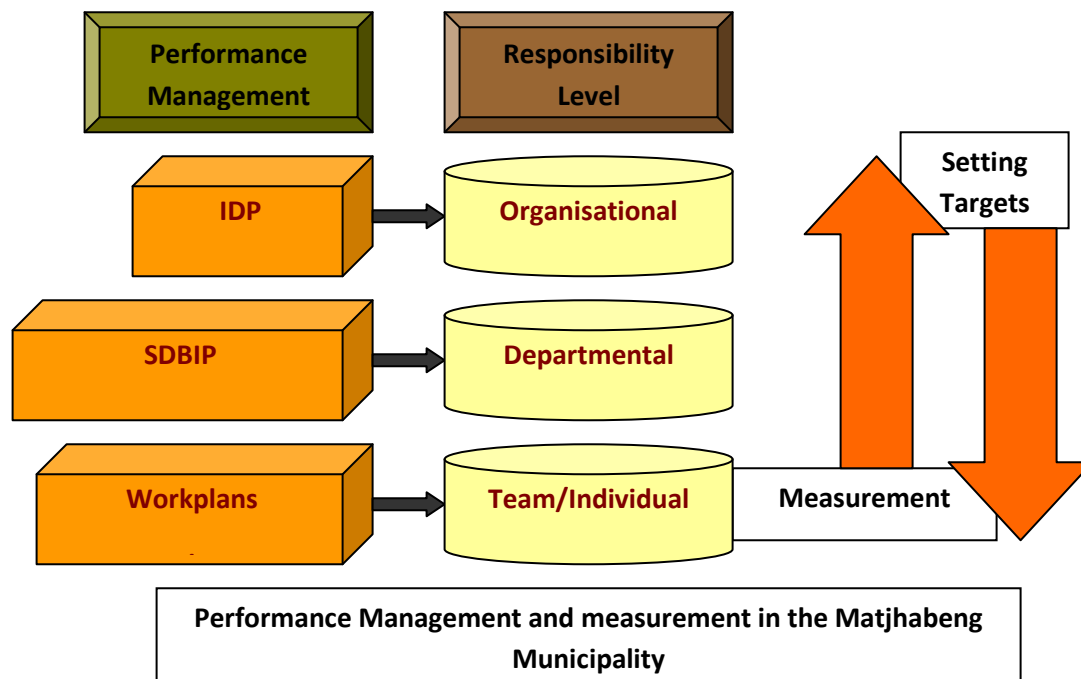 Performance
Management
Responsibility
Level
IDP
Organisational
Setting
Targets
SDBIP
Departmental
Workplans
-
Team/Individual
Measurement
Performance Management and measurement in the Matjhabeng
Municipality